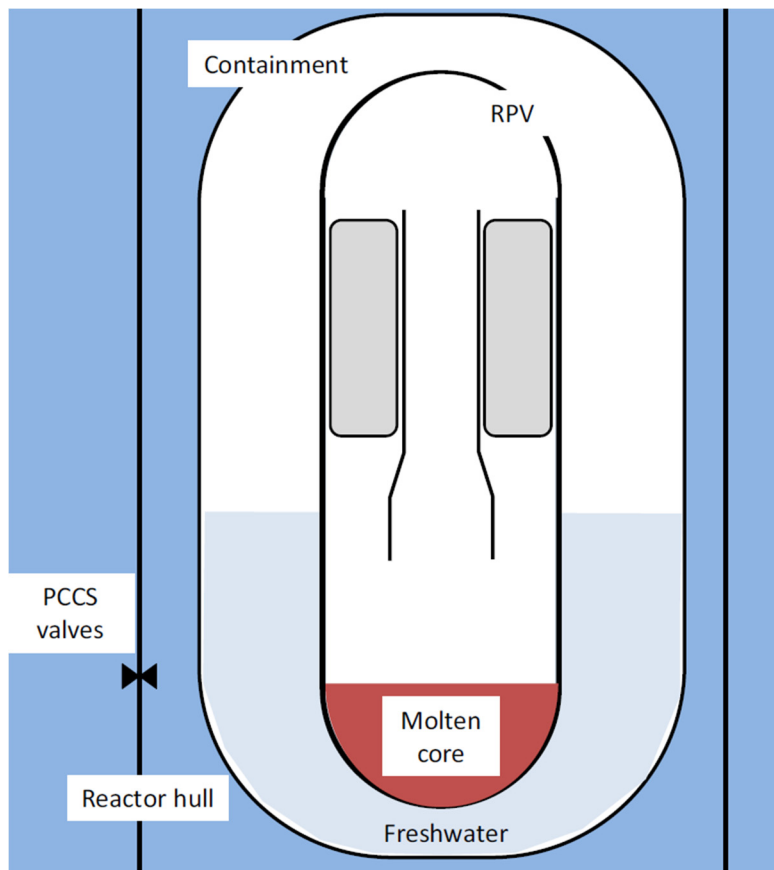 Containment
RPV
PCCS
valves
Molten
core
Reactor hull
Freshwater